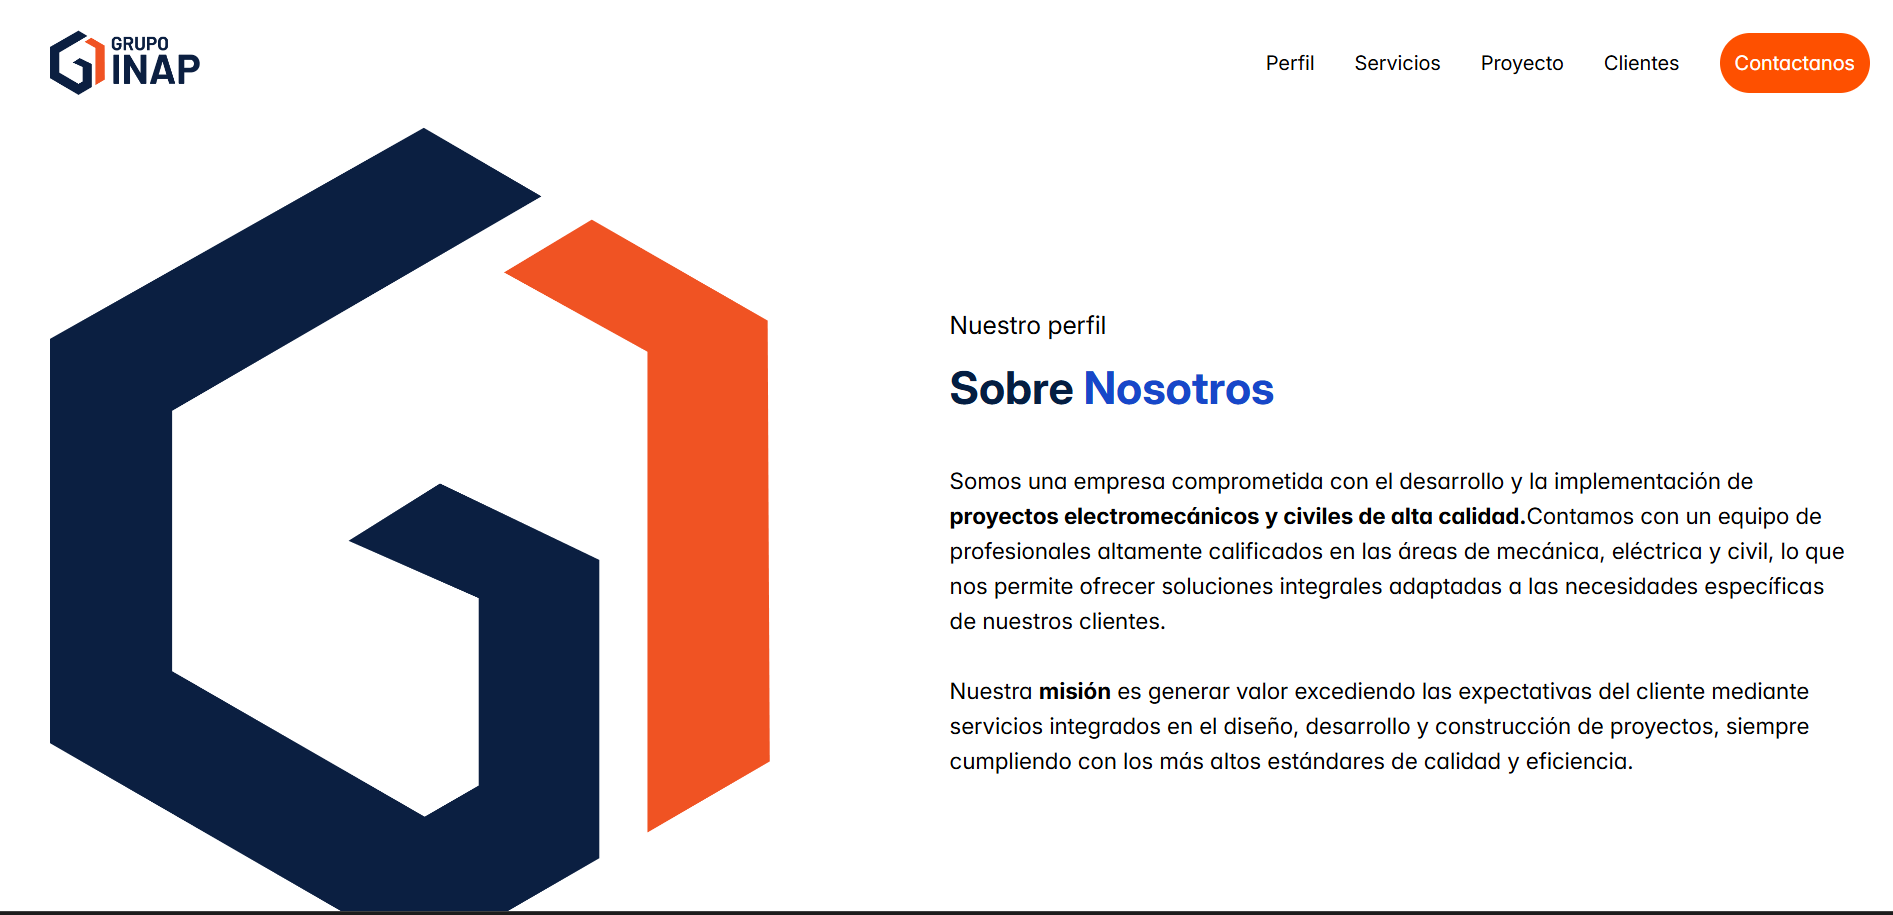 GRUPO
INAP
Perfil Servicios Proyecto Clientes Contactanos
Nuestro perfil
Sobre Nosotros
Somos una empresa comprometida con el desarrollo y la implementación de
proyectos electromecánicos y civiles de alta calidad.Contamos con un equipo de
profesionales altamente calificados en las áreas de mecánica, eléctrica y civil, lo que
nos permite ofrecer soluciones integrales adaptadas a las necesidades específicas
de nuestros clientes.
Nuestra misión es generar valor excediendo las expectativas del cliente mediante
servicios integrados en el diseño, desarrollo y construcción de proyectos, siempre
cumpliendo con los más altos estándares de calidad y eficiencia.